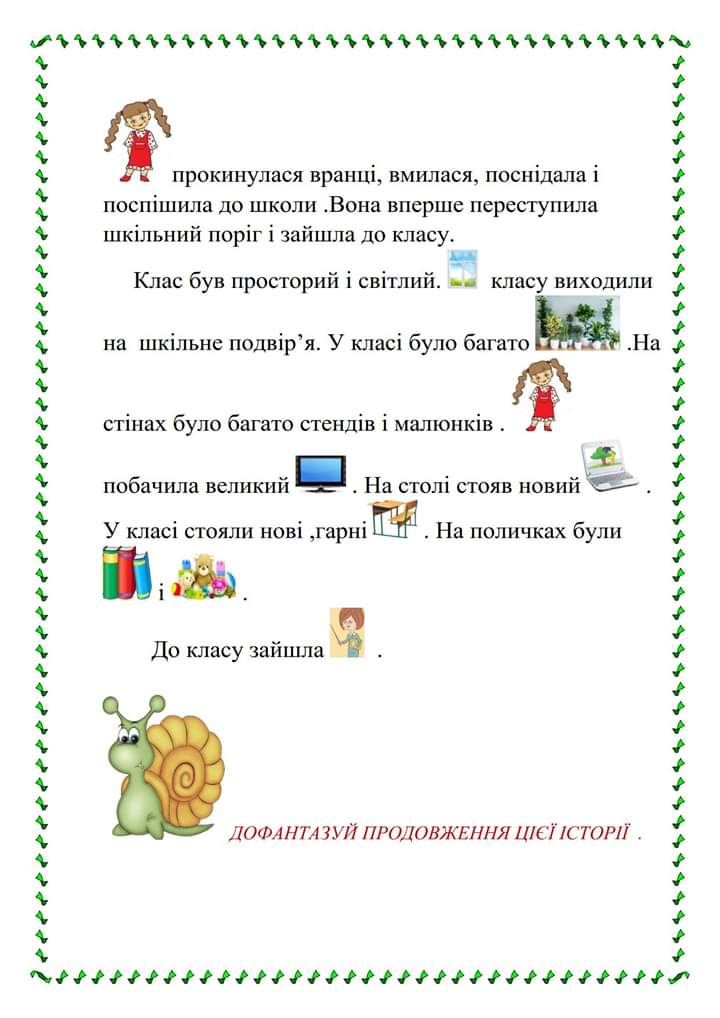 прокинулася вранці, вмилася, поснідала і
поспішила до школи .Вона вперше переступила
шкільний поріг і зайшла до класу.
Клас був просторий і світлий. класу виходили
на шкільне подвір’я. У класі було багато .На
стінах було багато стендів і малюнків .
побачила великий . На столі стояв новий .
У класі стояли нові ,гарні . На поличках були
і .
До класу зайшла .
ДОФАНТАЗУЙ ПРОДОВЖЕННЯ ЦІЄЇ ІСТОРІЇ .